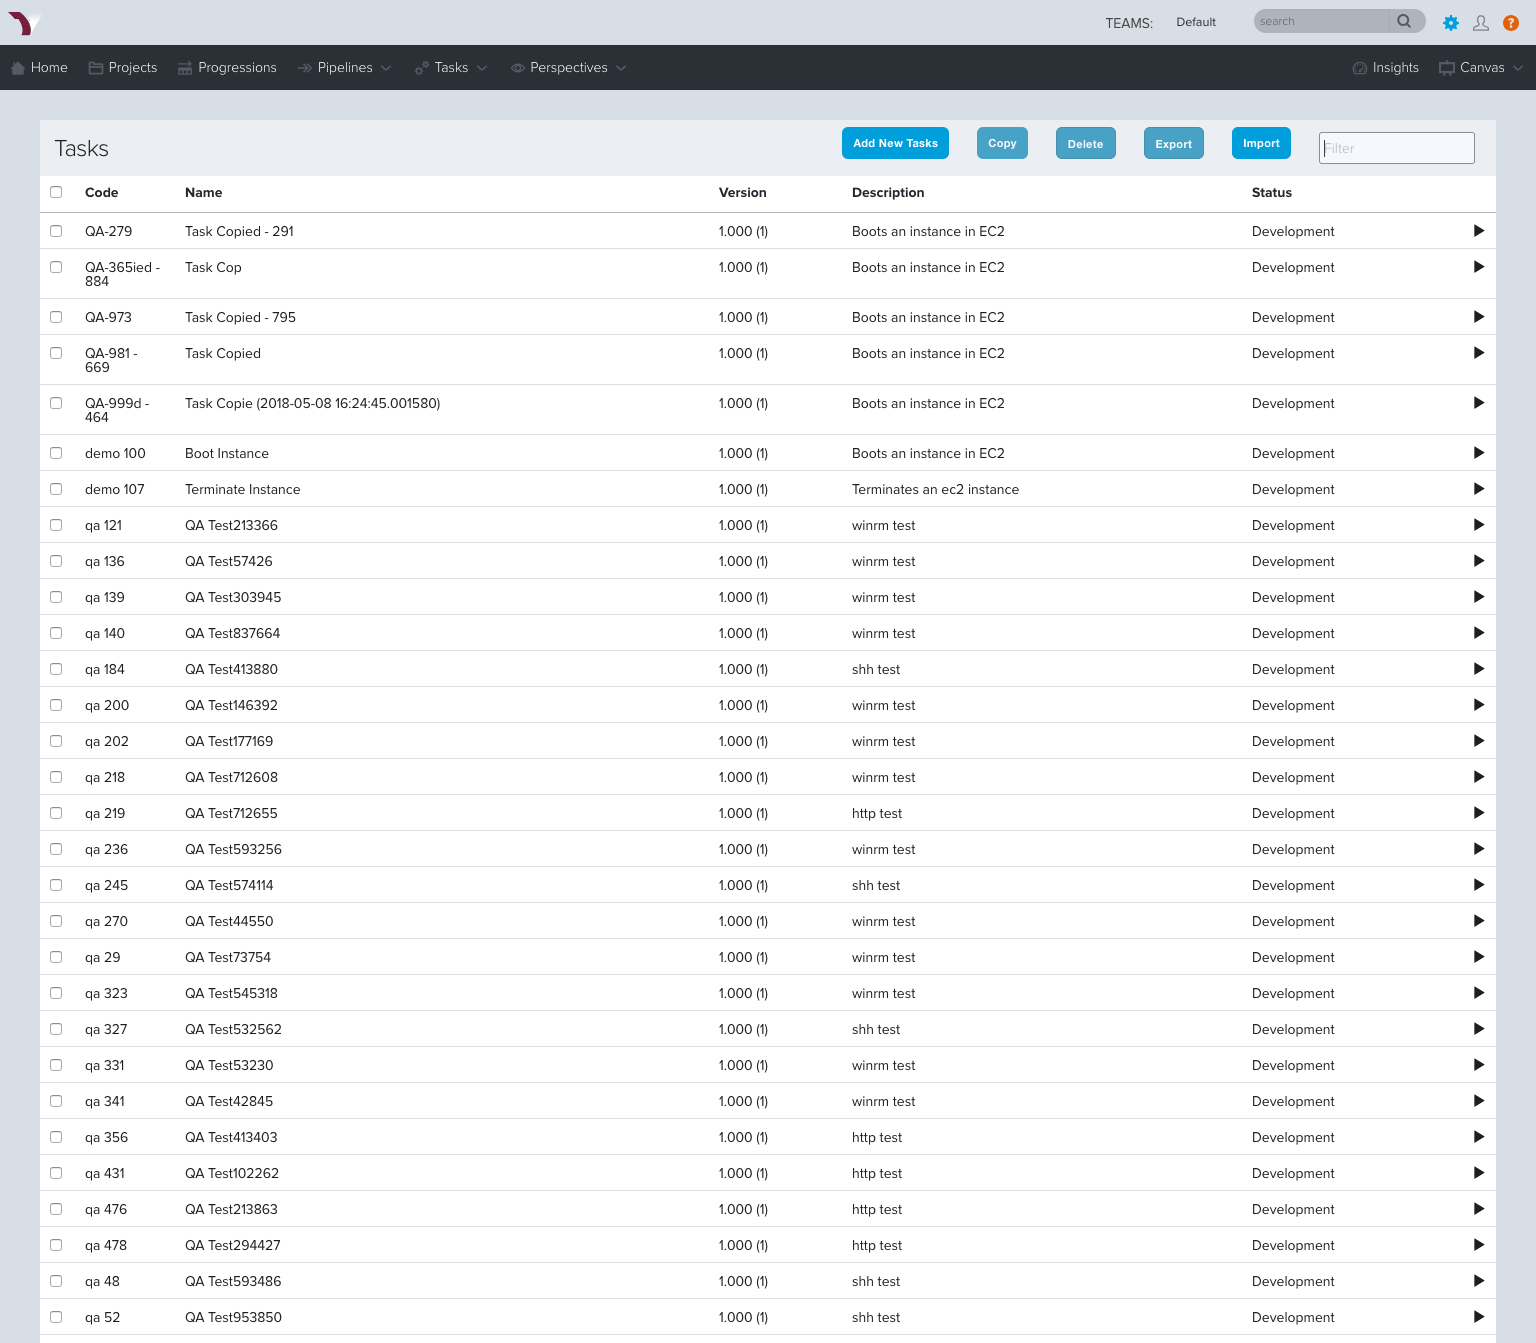 TEAMS: Default search ?
Home Projects Progressions Pipelines Tasks Perspectives Insights Canvas
Tasks Add New Tasks Copy Delete Export Import Filter
Code Name Version Description Status
QA-279 Task Copied - 291 1.000 (1) Boots an instance in EC2 Development
QA-365ied - Task Cop 1.000 (1) Boots an instance in EC2 Development
884
QA-973 Task Copied - 795 1.000 (1) Boots an instance in EC2 Development
QA-981 - Task Copied 1.000 (1) Boots an instance in EC2 Development
669
QA-999d - Task Copie (2018-05-08 16:24:45.001580) 1.000 (1) Boots an instance in EC2 Development
464
demo 100 Boot Instance 1.000 (1) Boots an instance in EC2 Development
demo 107 Terminate Instance 1.000 (1) Terminates an ec2 instance Development
qa 121 QA Test213366 1.000 (1) winrm test Development
qa 136 QA Test57426 1.000 (1) winrm test Development
qa 139 QA Test303945 1.000 (1) winrm test Development
qa 140 QA Test837664 1.000 (1) winrm test Development
qa 184 QA Test413880 1.000 (1) shh test Development
qa 200 QA Test146392 1.000 (1) winrm test Development
qa 202 QA Test177169 1.000 (1) winrm test Development
qa 218 QA Test712608 1.000 (1) winrm test Development
qa 219 QA Test712655 1.000 (1) http test Development
qa 236 QA Test593256 1.000 (1) winrm test Development
qa 245 QA Test574114 1.000 (1) shh test Development
qa 270 QA Test44550 1.000 (1) winrm test Development
qa 29 QA Test73754 1.000 (1) winrm test Development
qa 323 QA Test545318 1.000 (1) winrm test Development
qa 327 QA Test532562 1.000 (1) shh test Development
qa 331 QA Test53230 1.000 (1) winrm test Development
qa 341 QA Test42845 1.000 (1) winrm test Development
qa 356 QA Test413403 1.000 (1) http test Development
qa 431 QA Test102262 1.000 (1) http test Development
qa 476 QA Test213863 1.000 (1) http test Development
qa 478 QA Test294427 1.000 (1) http test Development
qa 48 QA Test593486 1.000 (1) shh test Development
qa 52 QA Test953850 1.000 (1) shh test Development